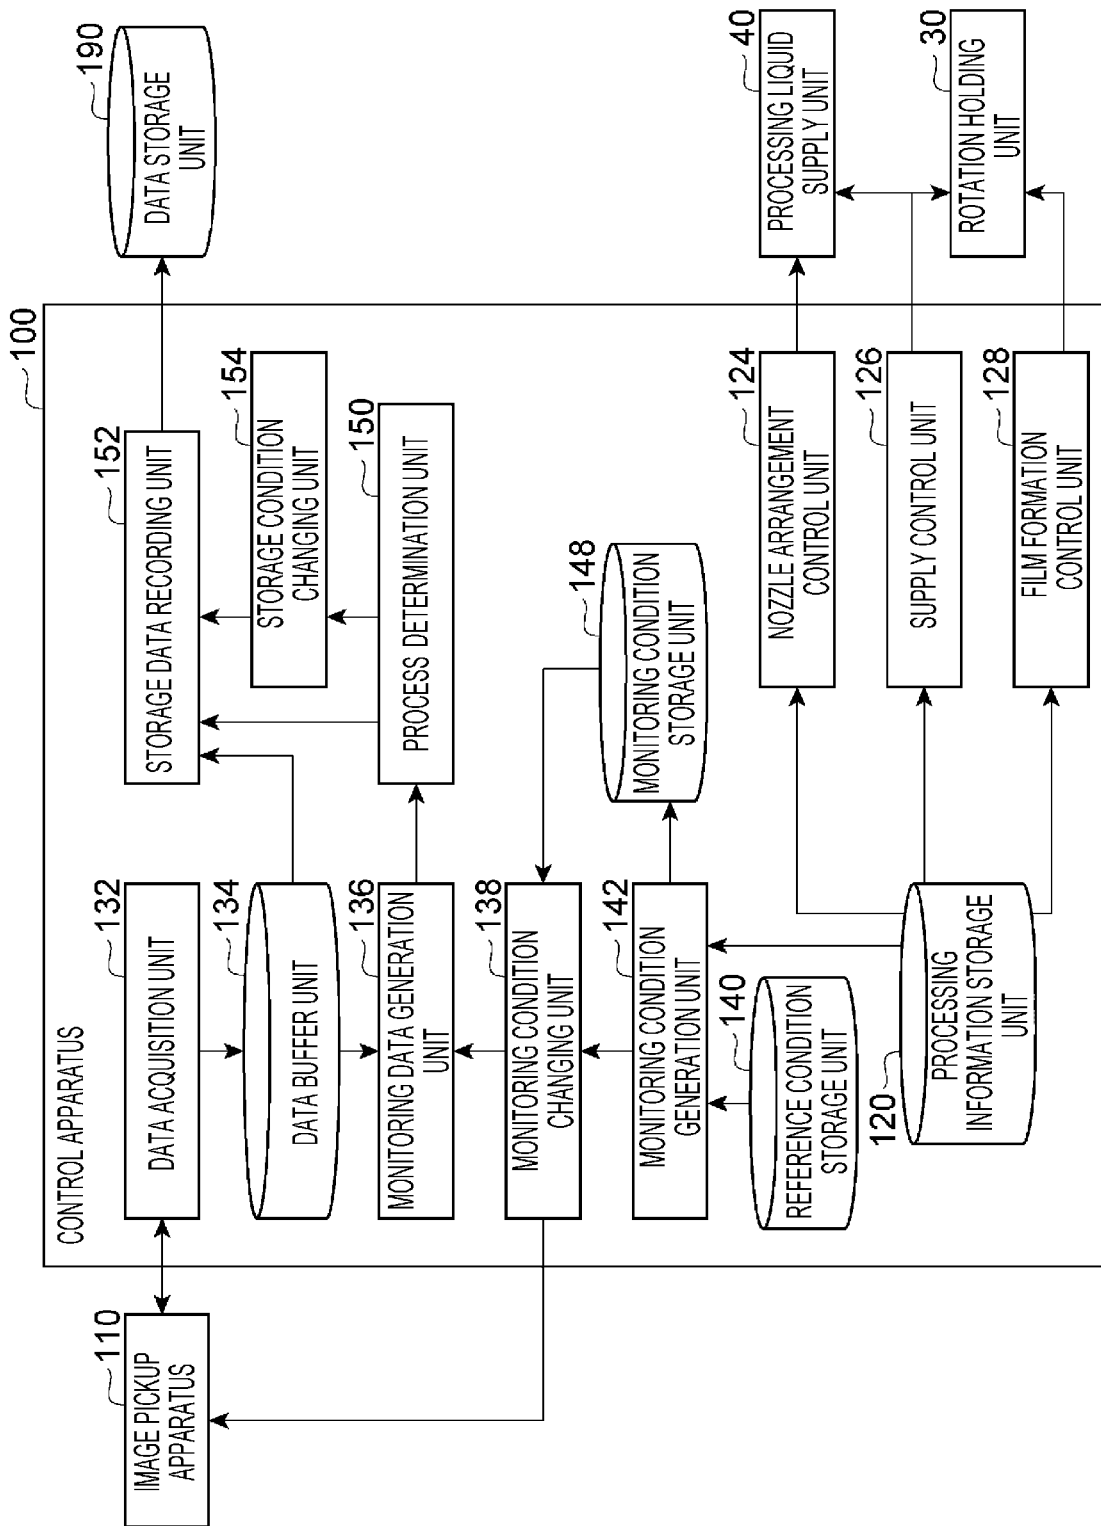 CONTROL APPARATUS
100
110
IMAGE PICKUP
APPARATUS
132
DATA ACQUISITION UNIT
152
STORAGE DATA RECORDING UNIT
190
DATA STORAGE
UNIT
134
DATA BUFFER UNIT
154
STORAGE CONDITION
CHANGING UNIT
136
MONITORING DATA GENERATION
UNIT
150
PROCESS DETERMINATION UNIT
138
MONITORING CONDITION
CHANGING UNIT
148
MONITORING CONDITION
STORAGE UNIT
142
MONITORING CONDITION
GENERATION UNIT
140
REFERENCE CONDITION
STORAGE UNIT
124
NOZZLE ARRANGEMENT
CONTROL UNIT
40
PROCESSING LIQUID
SUPPLY UNIT
120
PROCESSING
INFORMATION STORAGE
UNIT
126
SUPPLY CONTROL UNIT
30
ROTATION HOLDING
UNIT
128
FILM FORMATION
CONTROL UNIT